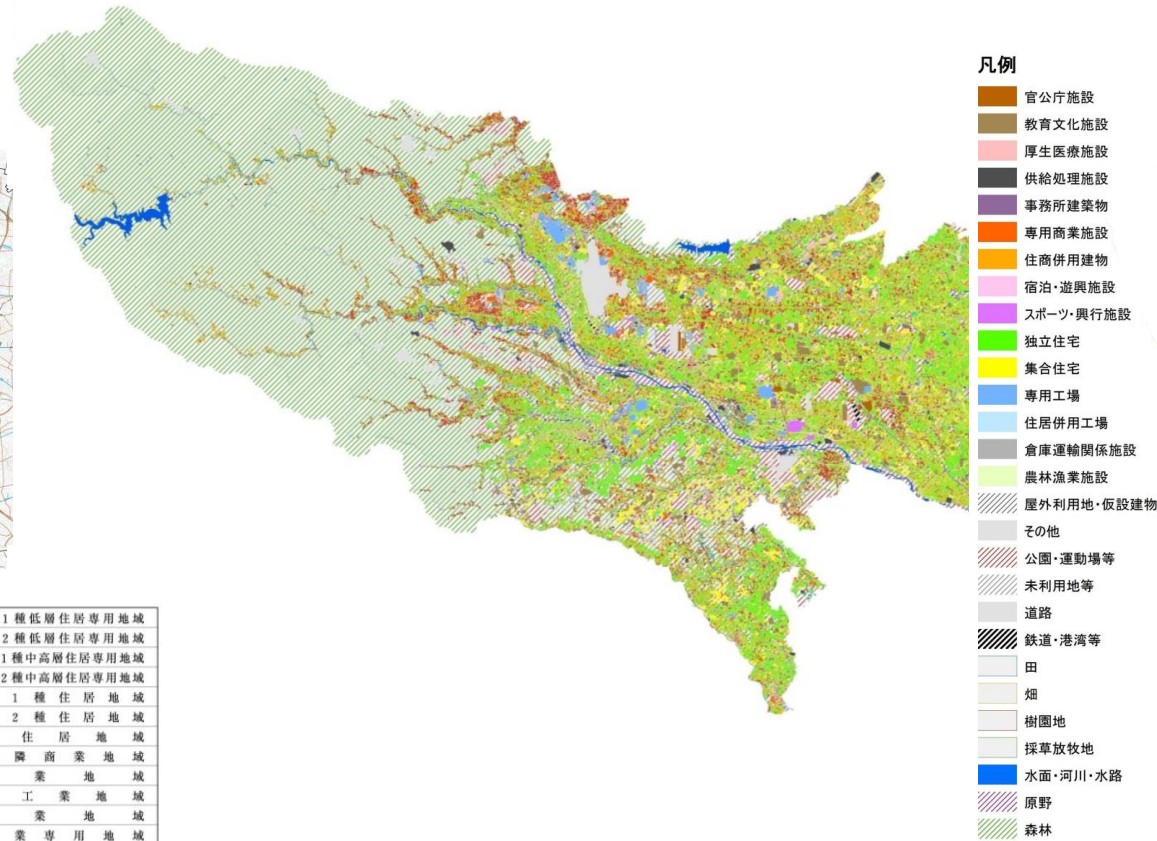 凡例
官公庁施設
教育文化施設
厚生医療施設
供給処理施設
事務所建築物
専用商業施設
住商併用建物
宿泊・遊興施設
スポーツ・興行施設
独立住宅
集合住宅
専用工場
住居併用工場
倉庫運輸関係施設
農林漁業施設
屋外利用地・仮設建物
その他
公園・運動場等
未利用地等
道路
鉄道・港湾等
田
畑
樹園地
採草放牧地
水面・河川・水路
原野
森林
1種低層住居専用地域
2種低層住居専用地域
1種中高層住居専用地域
2種中高層住居専用地域
1種住居地域
2種住居地域
住居地域
隣商業地域
業地域
工業地域
業地域
業専用地域